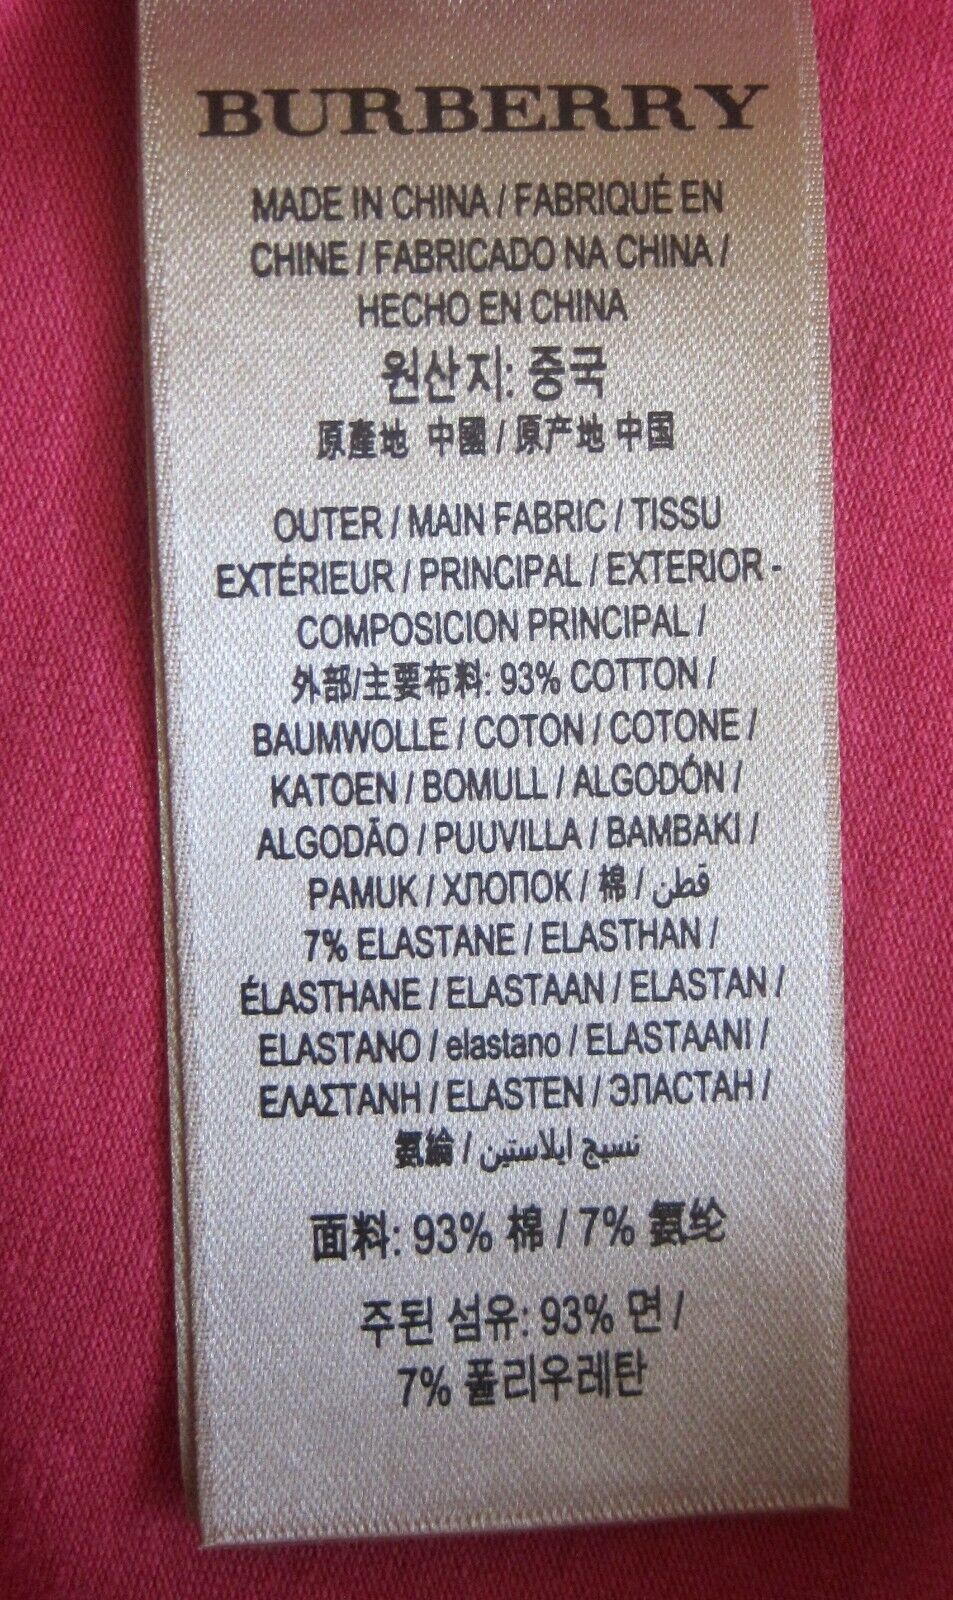 BURBERRY
MADE IN CHINA / FABRIQUÉ EN
CHINE / FABRICADO NA CHINA /
HECHO EN CHINA
원산지: 중국
原產地 中國 / 原产地 中国
OUTER / MAIN FABRIC / TISSU
EXTÉRIEUR / PRINCIPAL / EXTERIOR -
COMPOSICION PRINCIPAL /
外部/主要布料: 93% COTTON /
BAUMWOLLE / COTON / COTONE /
KATOEN / BOMULL / ALGODÓN /
ALGODÃO / PUUVILLA / BAMBAKI /
PAMUK / ХЛОПОК / 棉 / قطن
7% ELASTANE / ELASTHAN /
ÉLASTHANE / ELASTAAN / ELASTAN /
ELASTANO / elastano / ELASTAANI /
ΕΛΑΣΤΑΝΗ / ELASTEN / ЭЛАСТАН /
氨綸 / نسيج ايلاستين
面料: 93% 棉 / 7% 氨纶
주된 섬유: 93% 면 /
7% 폴리우레탄